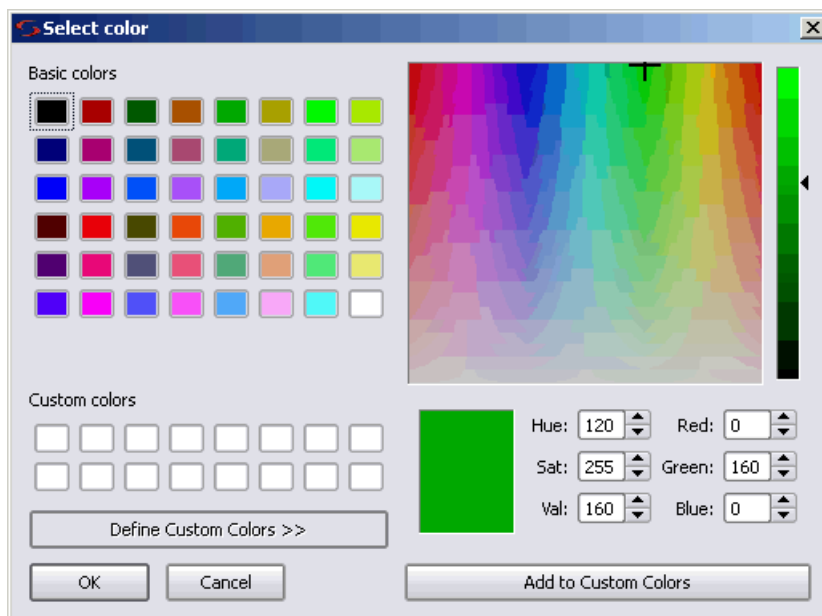 Select color
Basic colors
Custom colors
Define Custom Colors >>
OK
Cancel
Hue: 120 Red: 0
Sat: 255 Green: 160
Val: 160 Blue: 0
Add to Custom Colors